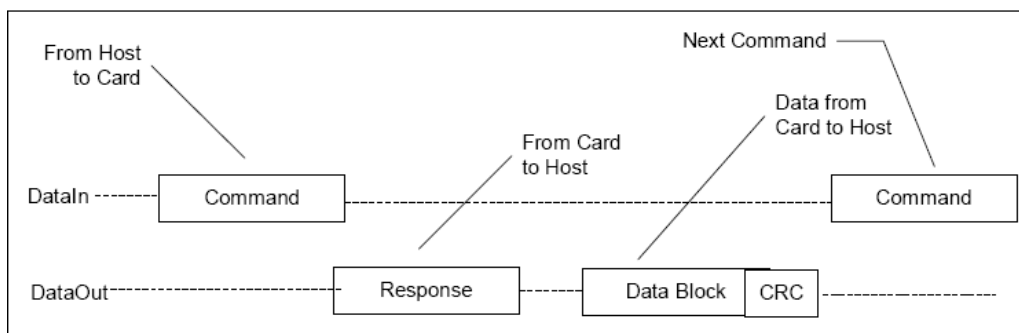 From Host
to Card
Next Command
Data from
Card to Host
From Card
to Host
DataIn
Command
Command
DataOut
Response
Data Block
CRC